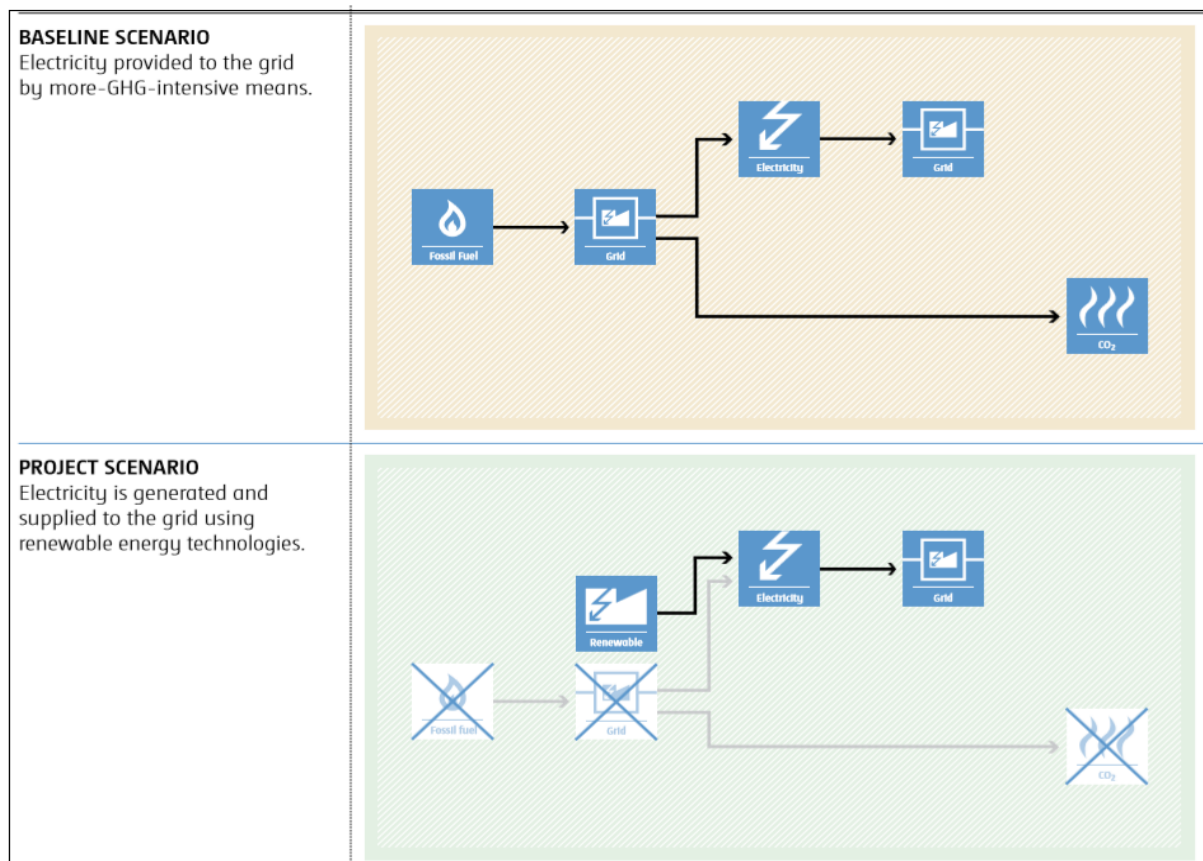 BASELINE SCENARIO
Electricity provided to the grid
by more-GHG-intensive means.
Electricity
Grid
Fossil Fuel
Grid
CO₂
PROJECT SCENARIO
Electricity is generated and
supplied to the grid using
renewable energy technologies.
Electricity
Grid
Renewable
Fossil fuel
Grid
CO₂